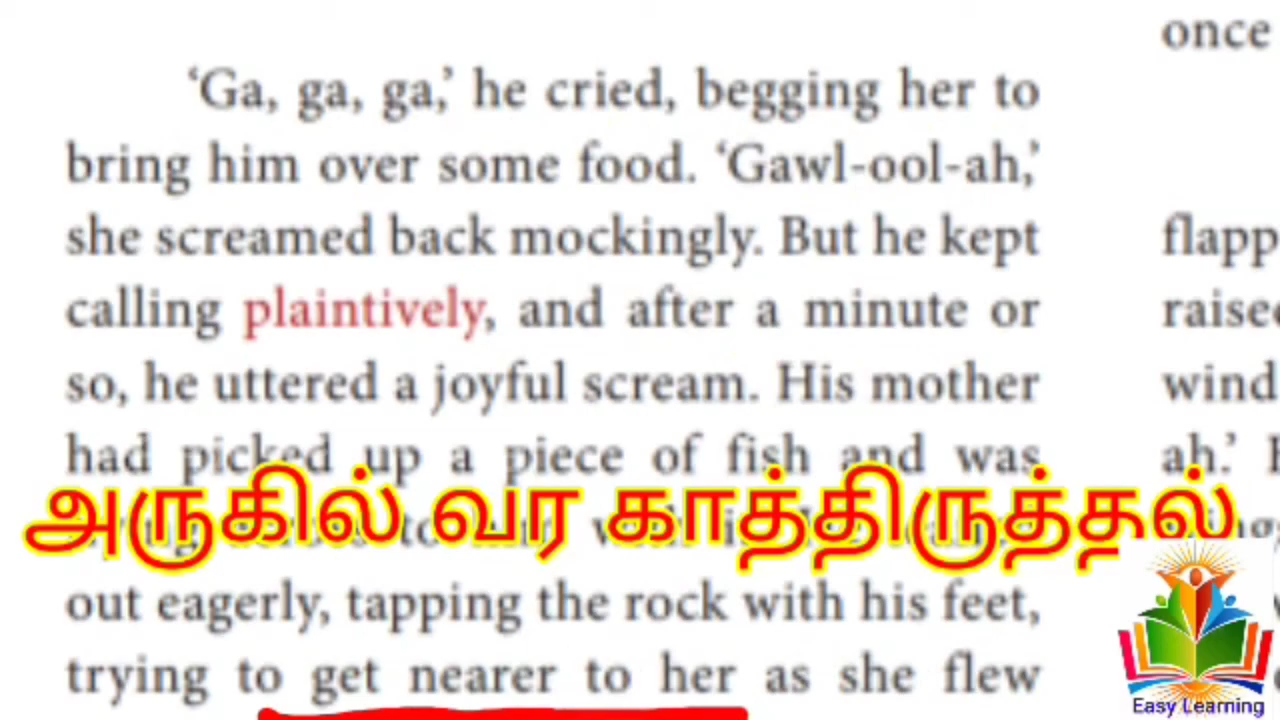 ‘Ga, ga, ga,’ he cried, begging her to
bring him over some food. ‘Gawl-ool-ah,’
she screamed back mockingly. But he kept
calling plaintively, and after a minute or
so, he uttered a joyful scream. His mother
had picked up a piece of fish and was
அருகில் வர காத்திருத்தல்
out eagerly, tapping the rock with his feet,
trying to get nearer to her as she flew
once
flapp
raise
wind
ah.’
Easy Learning